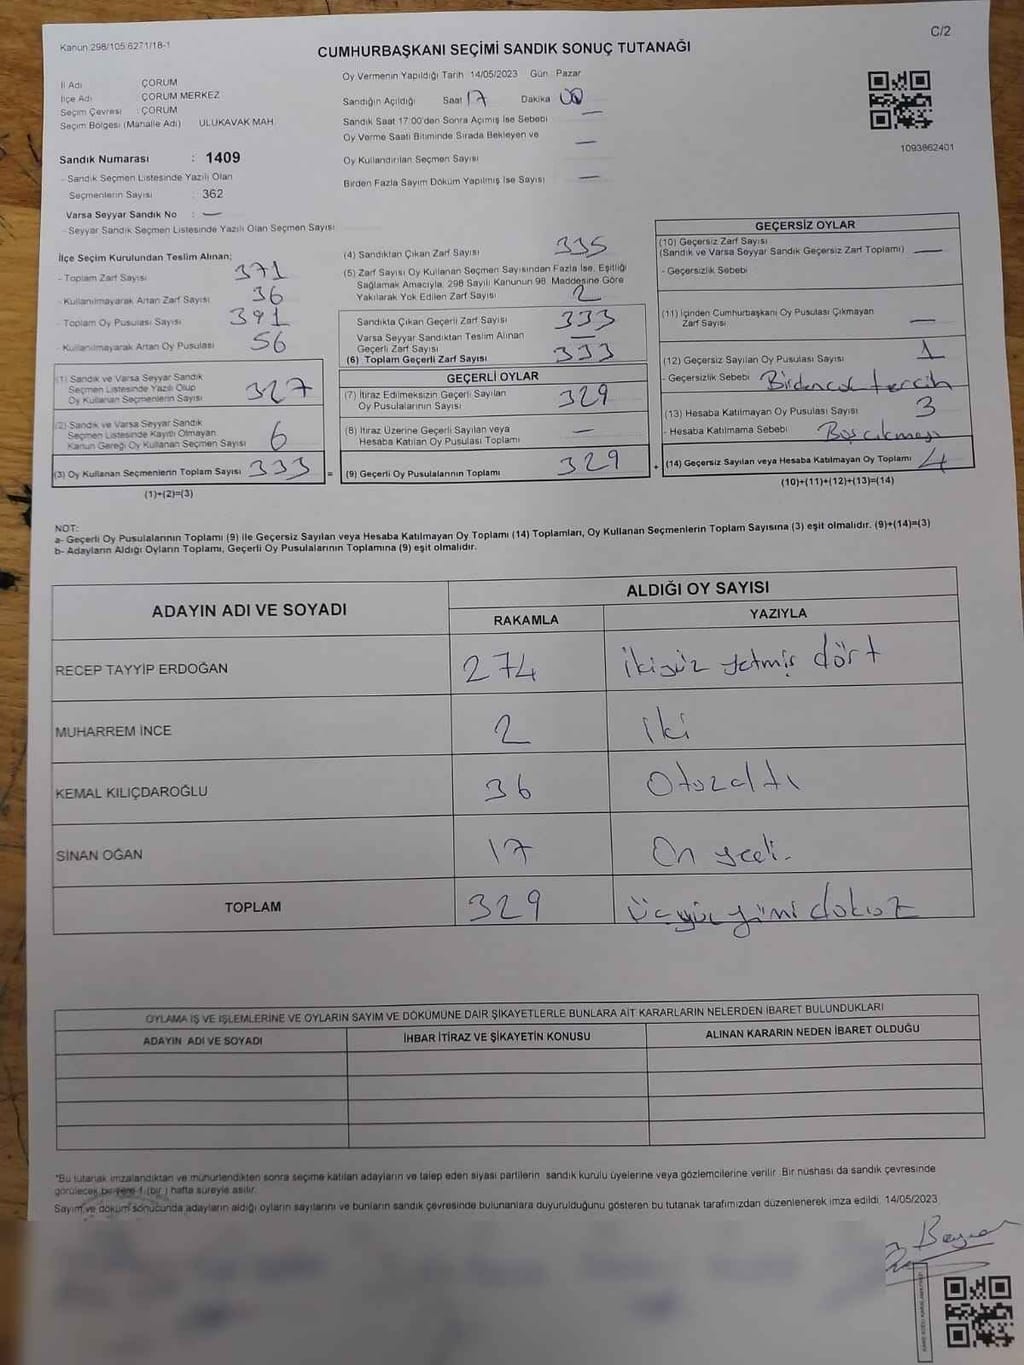 Kanun 298/105 6271/18-1
C/2
CUMHURBAŞKANI SEÇİMİ SANDIK SONUÇ TUTANAĞI
İl Adı ÇORUM
İlçe Adı ÇORUM MERKEZ
Seçim Çevresi : ÇORUM
Seçim Bölgesi (Mahalle Adı) ULUKAVAK MAH.
Sandık Numarası : 1409
- Sandık Seçmen Listesinde Yazılı Olan
Seçmenlerin Sayısı : 362
Varsa Seyyar Sandık No : —
- Seyyar Sandık Seçmen Listesinde Yazılı Olan Seçmen Sayısı
Oy Vermenin Yapıldığı Tarih 14/05/2023 Gün : Pazar
Sandığın Açıldığı Saat 17 Dakika 00
Sandık Saat 17:00'den Sonra Açımış İse Sebebi —
Oy Verme Saati Bitiminde Sırada Bekleyen ve —
Oy Kullandırılan Seçmen Sayısı
Birden Fazla Sayım Döküm Yapılmış İse Sayısı —
1093862401
İlçe Seçim Kurulundan Teslim Alınan;
- Toplam Zarf Sayısı 371
- Kullanılmayarak Artan Zarf Sayısı 36
- Toplam Oy Pusulası Sayısı 391
- Kullanılmayarak Artan Oy Pusulası 56
(1) Sandık ve Varsa Seyyar Sandık
Seçmen Listesinde Yazılı Olup
Oy Kullanan Seçmenlerin Sayısı 327
(2) Sandık ve Varsa Seyyar Sandık
Seçmen Listesinde Kayıtlı Olmayan
Kanun Gereği Oy Kullanan Seçmen Sayısı 6
(3) Oy Kullanan Seçmenlerin Toplam Sayısı 333 =
(1)+(2)=(3)
(4) Sandıktan Çıkan Zarf Sayısı 335
(5) Zarf Sayısı Oy Kullanan Seçmen Sayısından Fazla İse, Eşitliği
Sağlamak Amacıyla, 298 Sayılı Kanunun 98. Maddesine Göre
Yakılarak Yok Edilen Zarf Sayısı 2
Sandıkta Çıkan Geçerli Zarf Sayısı 333
Varsa Seyyar Sandıktan Teslim Alınan —
Geçerli Zarf Sayısı
(6) Toplam Geçerli Zarf Sayısı 333
GEÇERLİ OYLAR
(7) İtiraz Edilmeksizin Geçerli Sayılan
Oy Pusulalarının Sayısı 329
(8) İtiraz Üzerine Geçerli Sayılan veya
Hesaba Katılan Oy Pusulası Toplamı —
(9) Geçerli Oy Pusulalarının Toplamı 329 +
GEÇERSİZ OYLAR
(10) Geçersiz Zarf Sayısı
(Sandık ve Varsa Seyyar Sandık Geçersiz Zarf Toplamı) —
- Geçersizlik Sebebi
(11) İçinden Cumhurbaşkanı Oy Pusulası Çıkmayan
Zarf Sayısı —
(12) Geçersiz Sayılan Oy Pusulası Sayısı 1
- Geçersizlik Sebebi Birden çok tercih
(13) Hesaba Katılmayan Oy Pusulası Sayısı 3
- Hesaba Katılmama Sebebi Boş çıkması
(14) Geçersiz Sayılan veya Hesaba Katılmayan Oy Toplamı 4
(10)+(11)+(12)+(13)=(14)
NOT:
a- Geçerli Oy Pusulalarının Toplamı (9) ile Geçersiz Sayılan veya Hesaba Katılmayan Oy Toplamı (14) Toplamları, Oy Kullanan Seçmenlerin Toplam Sayısına (3) eşit olmalıdır. (9)+(14)=(3)
b- Adayların Aldığı Oyların Toplamı, Geçerli Oy Pusulalarının Toplamına (9) eşit olmalıdır.
ADAYIN ADI VE SOYADI
ALDIĞI OY SAYISI
RAKAMLA YAZIYLA
RECEP TAYYİP ERDOĞAN 274 ikiyüz yetmiş dört
MUHARREM İNCE 2 iki
KEMAL KILIÇDAROĞLU 36 Otuzaltı
SİNAN OĞAN 17 On yedi.
TOPLAM 329 üçyüz yirmi dokuz
OYLAMA İŞ VE İŞLEMLERİNE VE OYLARIN SAYIM VE DÖKÜMÜNE DAİR ŞİKAYETLERLE BUNLARA AİT KARARLARIN NELERDEN İBARET BULUNDUKLARI
ADAYIN ADI VE SOYADI İHBAR İTİRAZ VE ŞİKAYETİN KONUSU ALINAN KARARIN NEDEN İBARET OLDUĞU
*Bu tutanak imzalandıktan ve mühürlendikten sonra seçime katılan adayların ve talep eden siyasi partilerin sandık kurulu üyelerine veya gözlemcilerine verilir. Bir nüshası da sandık çevresinde
görülecek bir yere 1 (bir ) hafta süreyle asılır.
Sayım ve döküm sonucunda adayların aldığı oyların sayılarını ve bunların sandık çevresinde bulunanlara duyurulduğunu gösteren bu tutanak tarafımızdan düzenlenerek imza edildi. 14/05/2023